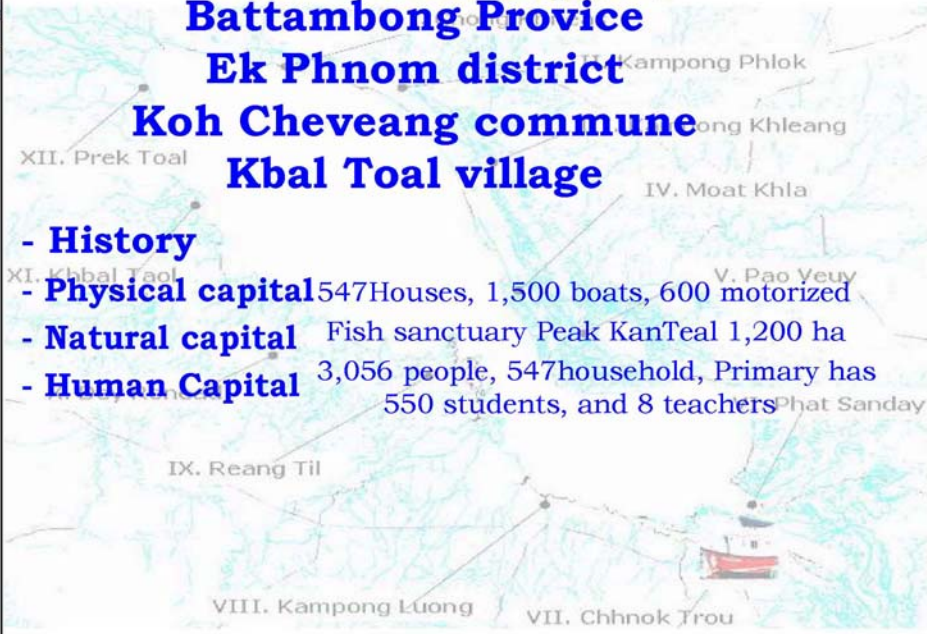 Battambong Provice
Ek Phnom district
Koh Cheveang commune
Kbal Toal village
- History
- Physical capital 547Houses, 1,500 boats, 600 motorized
- Natural capital Fish sanctuary Peak KanTeal 1,200 ha
- Human Capital 3,056 people, 547household, Primary has
550 students, and 8 teachers
Kampong Phlok
ong Khleang
XII. Prek Toal
IV. Moat Khla
XI. Khbal Taol
V. Pao Veuy
Phat Sanday
IX. Reang Til
VIII. Kampong Luong
VII. Chhnok Trou